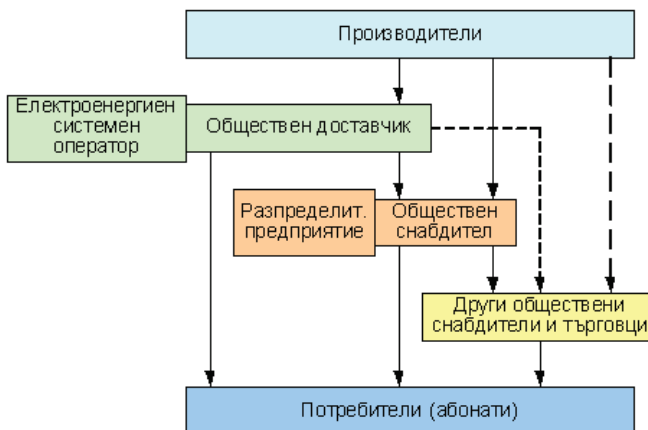 Производители
Електроенергиен
системен
оператор
Обществен доставчик
Разпределит.
предприятие
Обществен
снабдител
Други обществени
снабдители и търговци
Потребители (абонати)